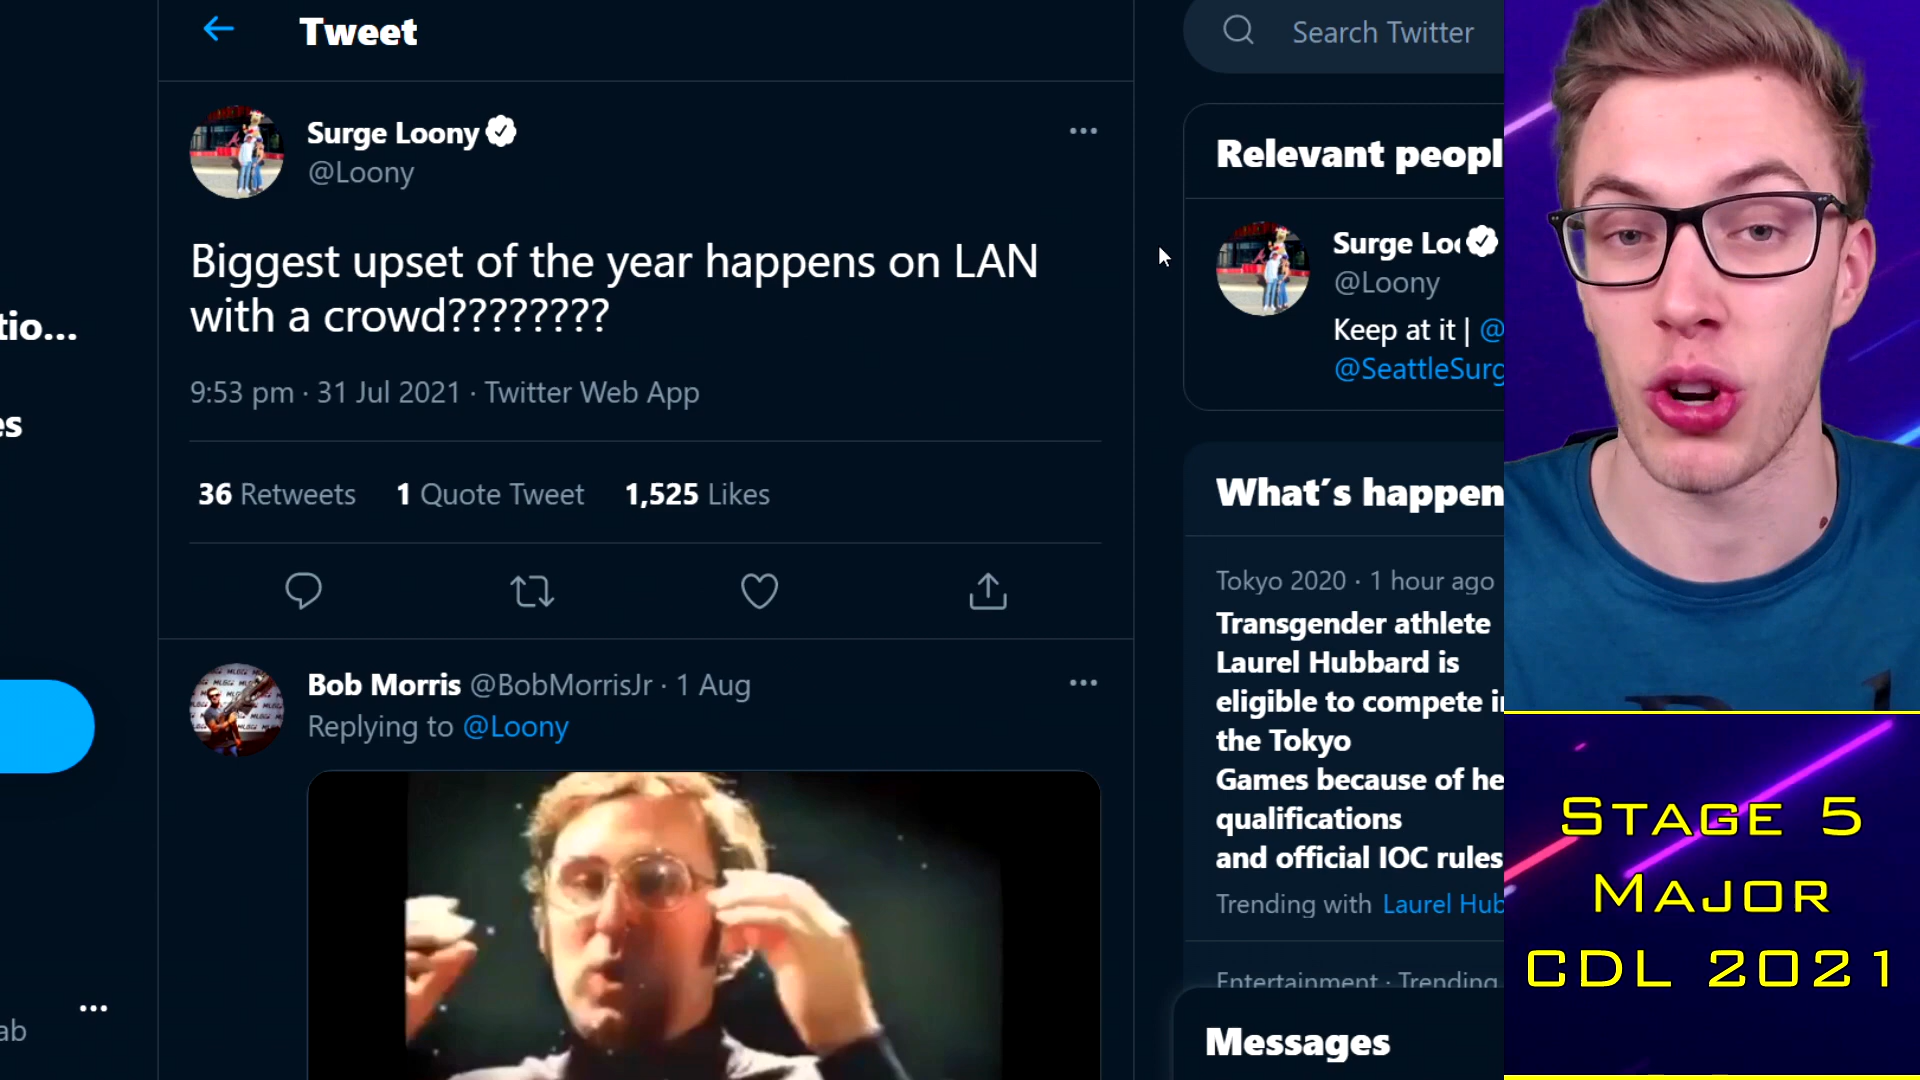 Tweet
Search Twitter
Surge Loony
@Loony
Biggest upset of the year happens on LAN
with a crowd????????
9:53 pm · 31 Jul 2021 · Twitter Web App
36 Retweets 1 Quote Tweet 1,525 Likes
Bob Morris @BobMorrisJr · 1 Aug
Replying to @Loony
tio...
es
ab
Relevant peopl
Surge Loo
@Loony
Keep at it | @
@SeattleSurg
What's happen
Tokyo 2020 · 1 hour ago
Transgender athlete
Laurel Hubbard is
eligible to compete in
the Tokyo
Games because of he
qualifications
and official IOC rules
Trending with Laurel Hub
Entertainment · Trending
Messages
Stage 5
Major
CDL 2021